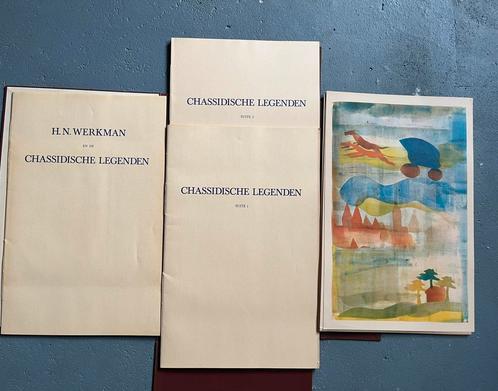 H.N. WERKMAN
EN DE
CHASSIDISCHE LEGENDEN
CHASSIDISCHE LEGENDEN
SUITE 2
CHASSIDISCHE LEGENDEN
SUITE 1